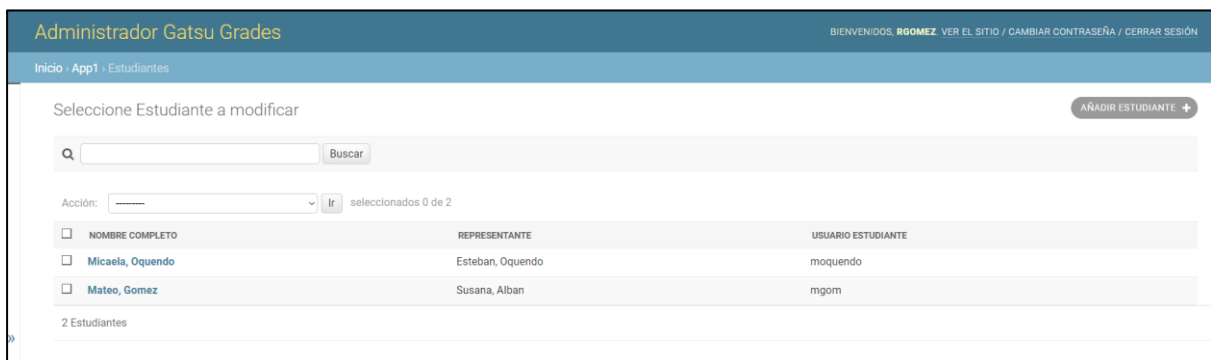 Administrador Gatsu Grades
BIENVENIDOS, RGOMEZ. VER EL SITIO / CAMBIAR CONTRASEÑA / CERRAR SESIÓN
Inicio › App1 › Estudiantes
Seleccione Estudiante a modificar
AÑADIR ESTUDIANTE +
Buscar
Acción: --------- Ir seleccionados 0 de 2
NOMBRE COMPLETO REPRESENTANTE USUARIO ESTUDIANTE
Micaela, Oquendo Esteban, Oquendo moquendo
Mateo, Gomez Susana, Alban mgom
2 Estudiantes
»